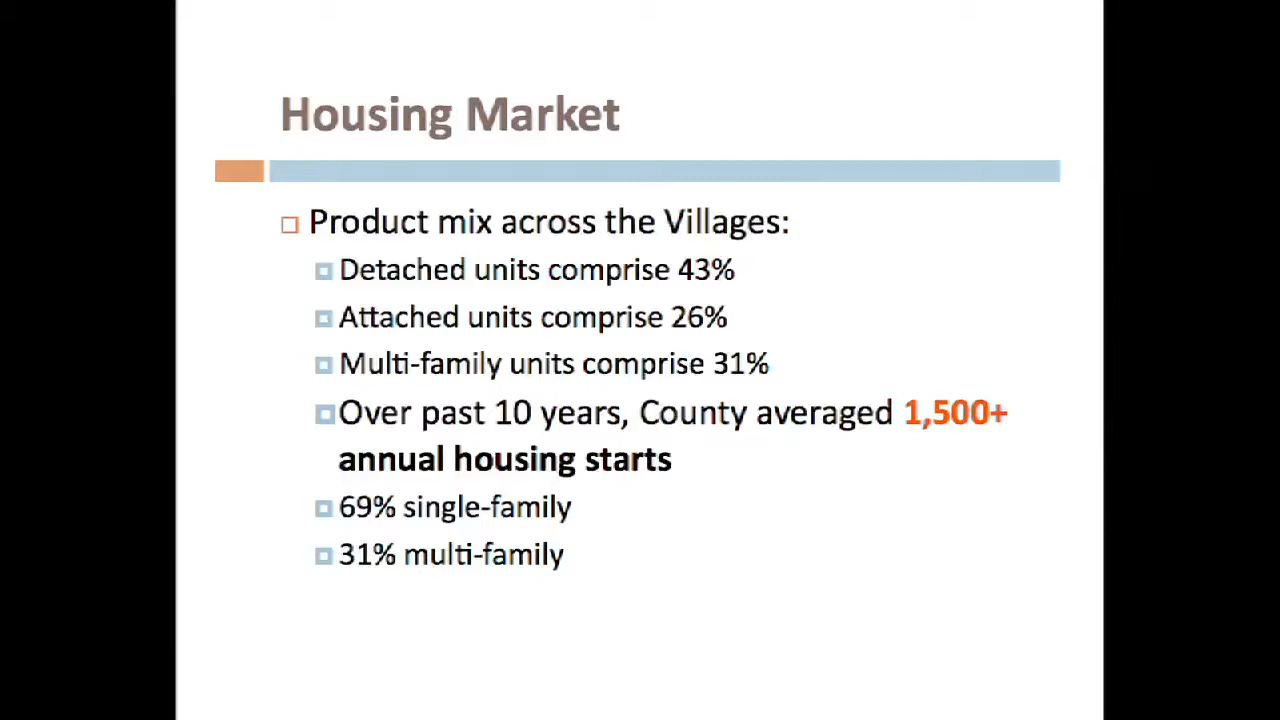 Housing Market
Product mix across the Villages:
Detached units comprise 43%
Attached units comprise 26%
Multi-family units comprise 31%
Over past 10 years, County averaged 1,500+
annual housing starts
69% single-family
31% multi-family